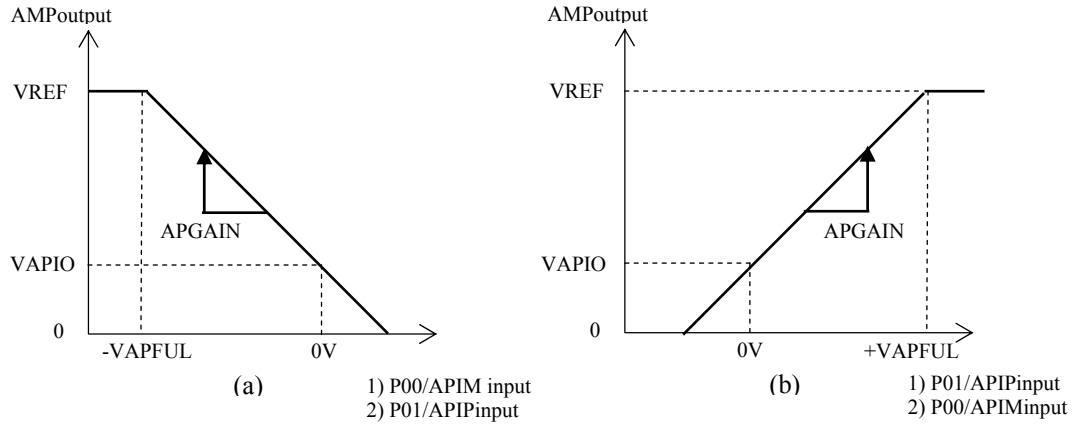 AMPoutput
VREF
APGAIN
VAPIO
0
-VAPFUL
0V
(a)
1) P00/APIM input
2) P01/APIPinput
AMPoutput
VREF
APGAIN
VAPIO
0
0V
+VAPFUL
(b)
1) P01/APIPinput
2) P00/APIMinput